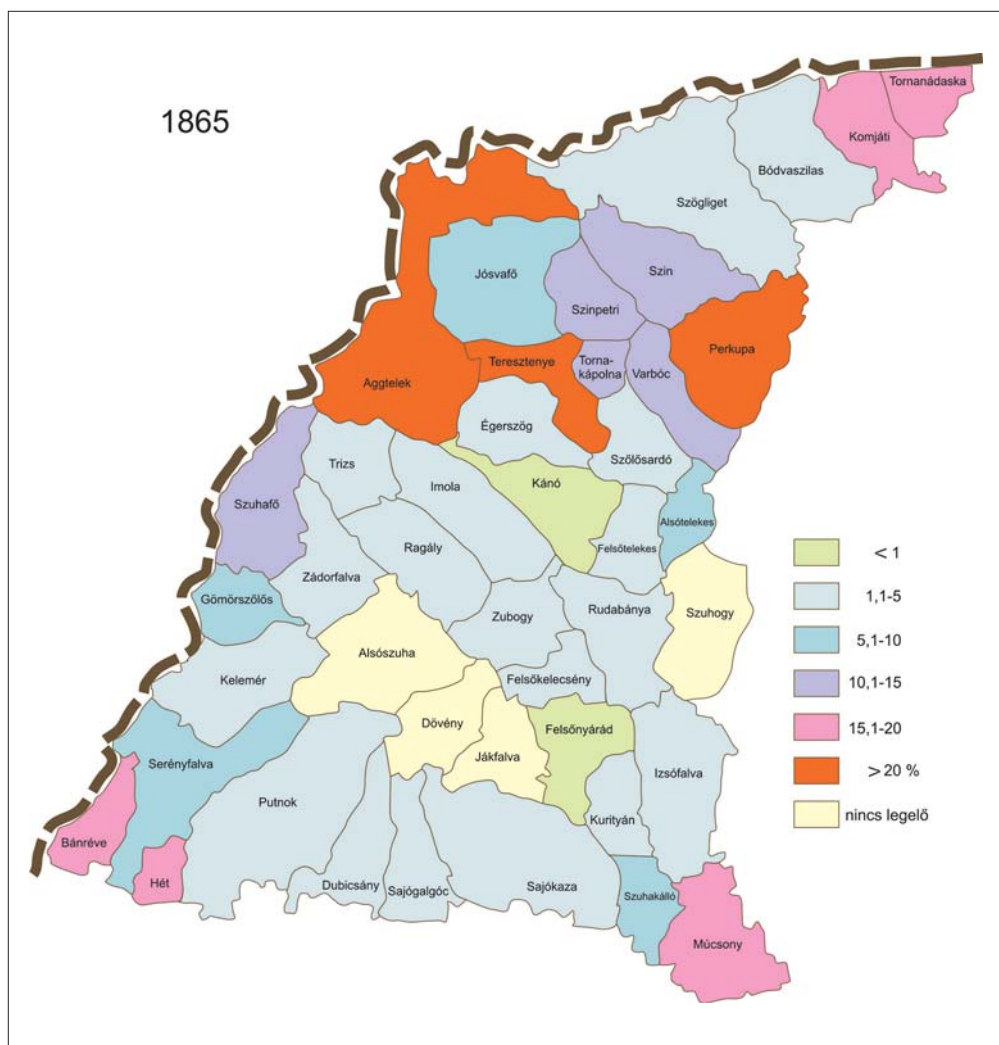 1865
Tornanádaska
Komjáti
Bódvaszilas
Szögliget
Jósvafő
Szin
Szinpetri
Perkupa
Teresztenye
Torna-
kápolna
Varbóc
Aggtelek
Égerszög
Szőlősardó
Trizs
Imola
Kánó
Szuhafő
Alsótelekes
Ragály
Felsőtelekes
Zádorfalva
Gömörszőlős
Zubogy
Rudabánya
Szuhogy
Alsószuha
Kelemér
Felsőkelecsény
Dövény
Felsőnyárád
Jákfalva
Serényfalva
Izsófalva
Putnok
Kurityán
Bánréve
Hét
Dubicsány
Sajógalgóc
Sajókaza
Szuhakálló
Múcsony
< 1
1,1-5
5,1-10
10,1-15
15,1-20
> 20 %
nincs legelő